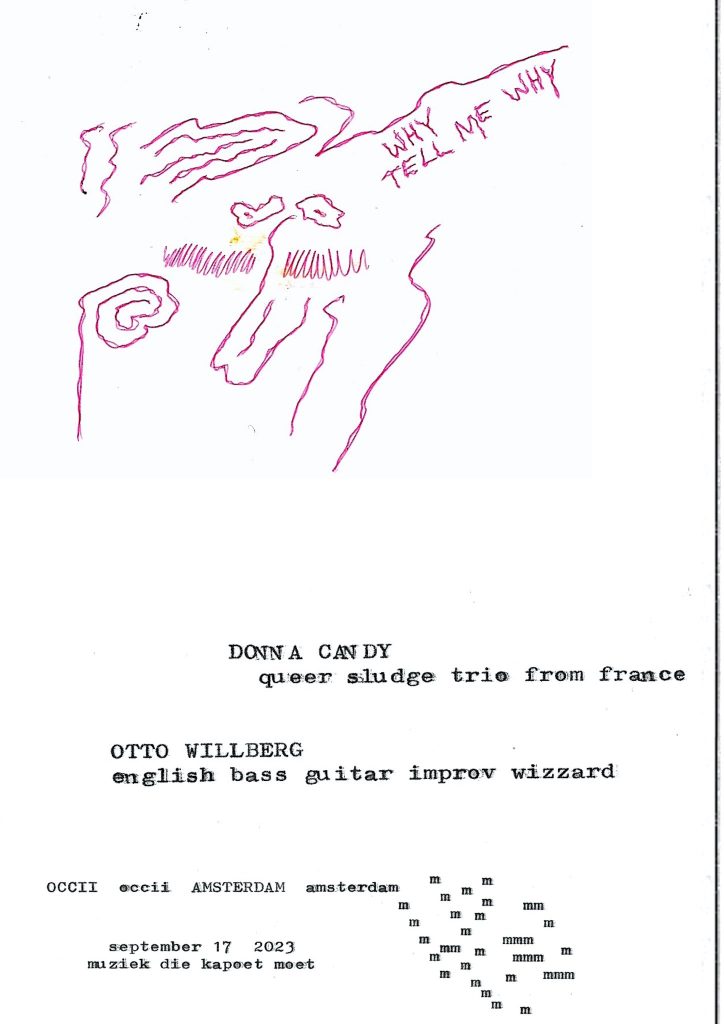 WHY
TELL ME WHY
DONNA CANDY
queer sludge trio from france
OTTO WILLBERG
english bass guitar improv wizzard
OCCII occii AMSTERDAM amsterdam
september 17 2023
muziek die kapoet moet
m m
m
m m
m mm
m m
m m
m
m mmm
mm m m
m mmm
m
m m mmm
m
m
m m